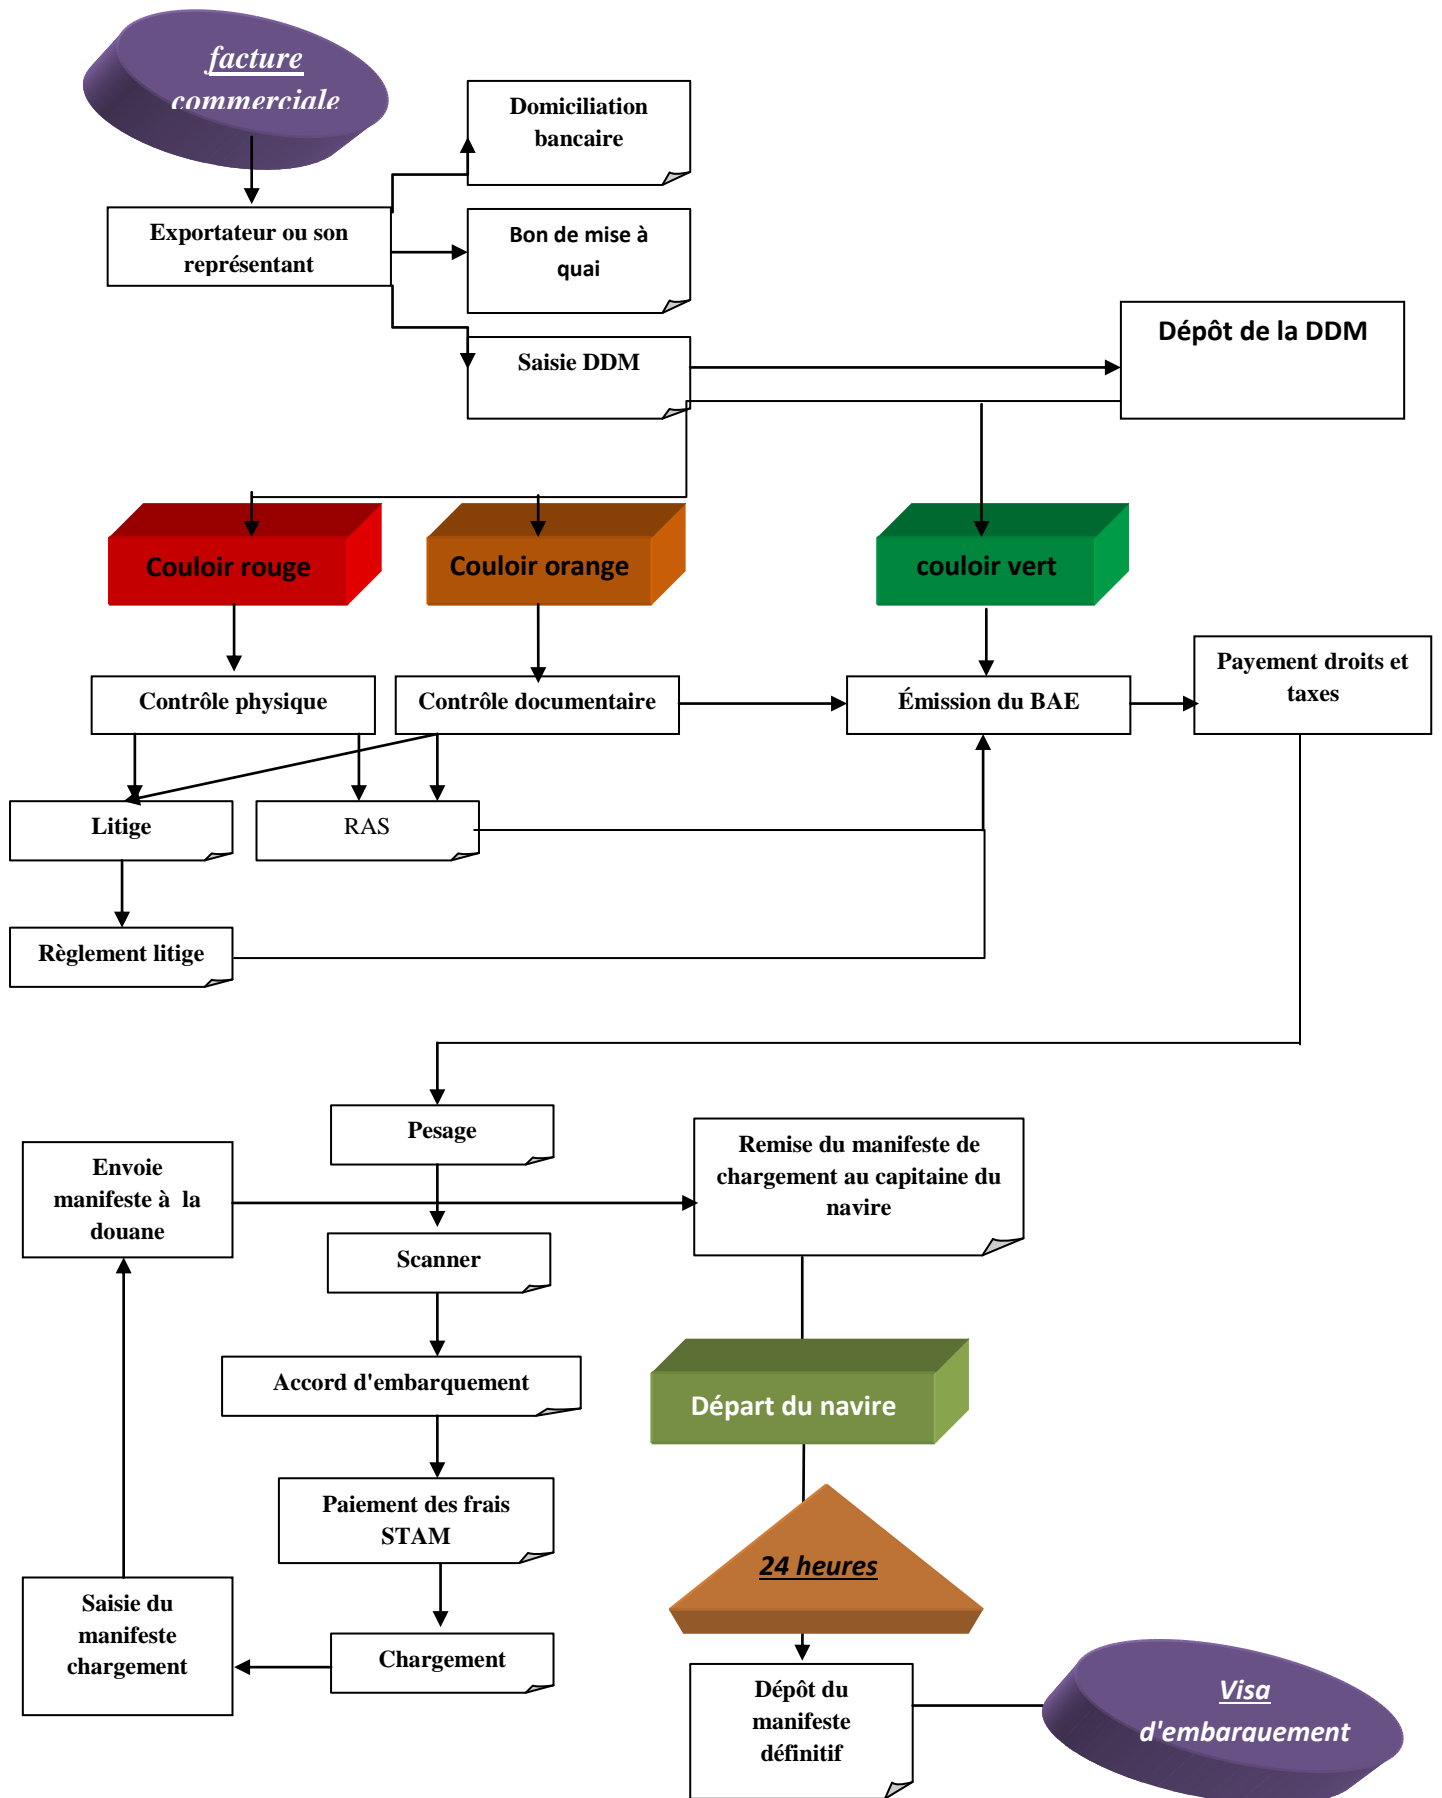 facture
commerciale
Domiciliation
bancaire
Exportateur ou son
représentant
Bon de mise à
quai
Saisie DDM
Dépôt de la DDM
Couloir rouge
Couloir orange
couloir vert
Contrôle physique
Contrôle documentaire
Émission du BAE
Payement droits et
taxes
Litige
RAS
Règlement litige
Pesage
Envoie
manifeste à la
douane
Remise du manifeste de
chargement au capitaine du
navire
Scanner
Accord d'embarquement
Départ du navire
Paiement des frais
STAM
24 heures
Saisie du
manifeste
chargement
Chargement
Dépôt du
manifeste
définitif
Visa
d'embarquement